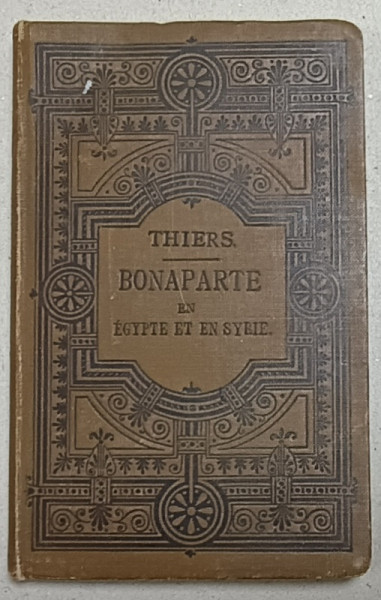 THIERS.
BONAPARTE
EN
ÉGYPTE ET EN SYRIE.